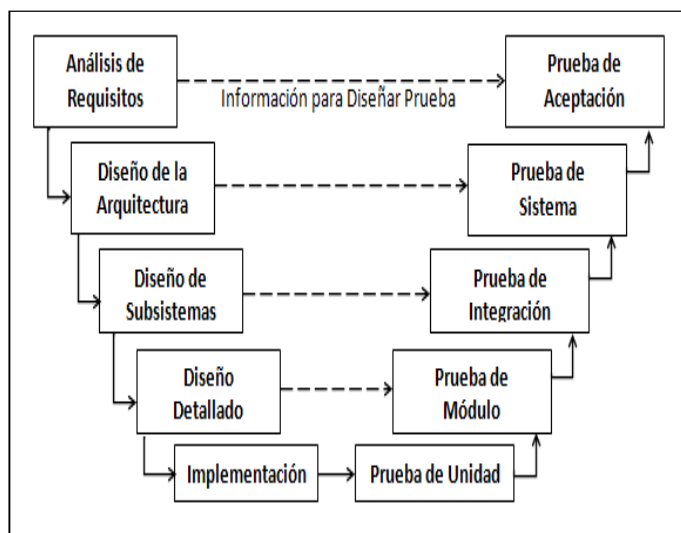 Análisis de
Requisitos
Información para Diseñar Prueba
Prueba de
Aceptación
Diseño de la
Arquitectura
Prueba de
Sistema
Diseño de
Subsistemas
Prueba de
Integración
Diseño
Detallado
Prueba de
Módulo
Implementación
Prueba de Unidad